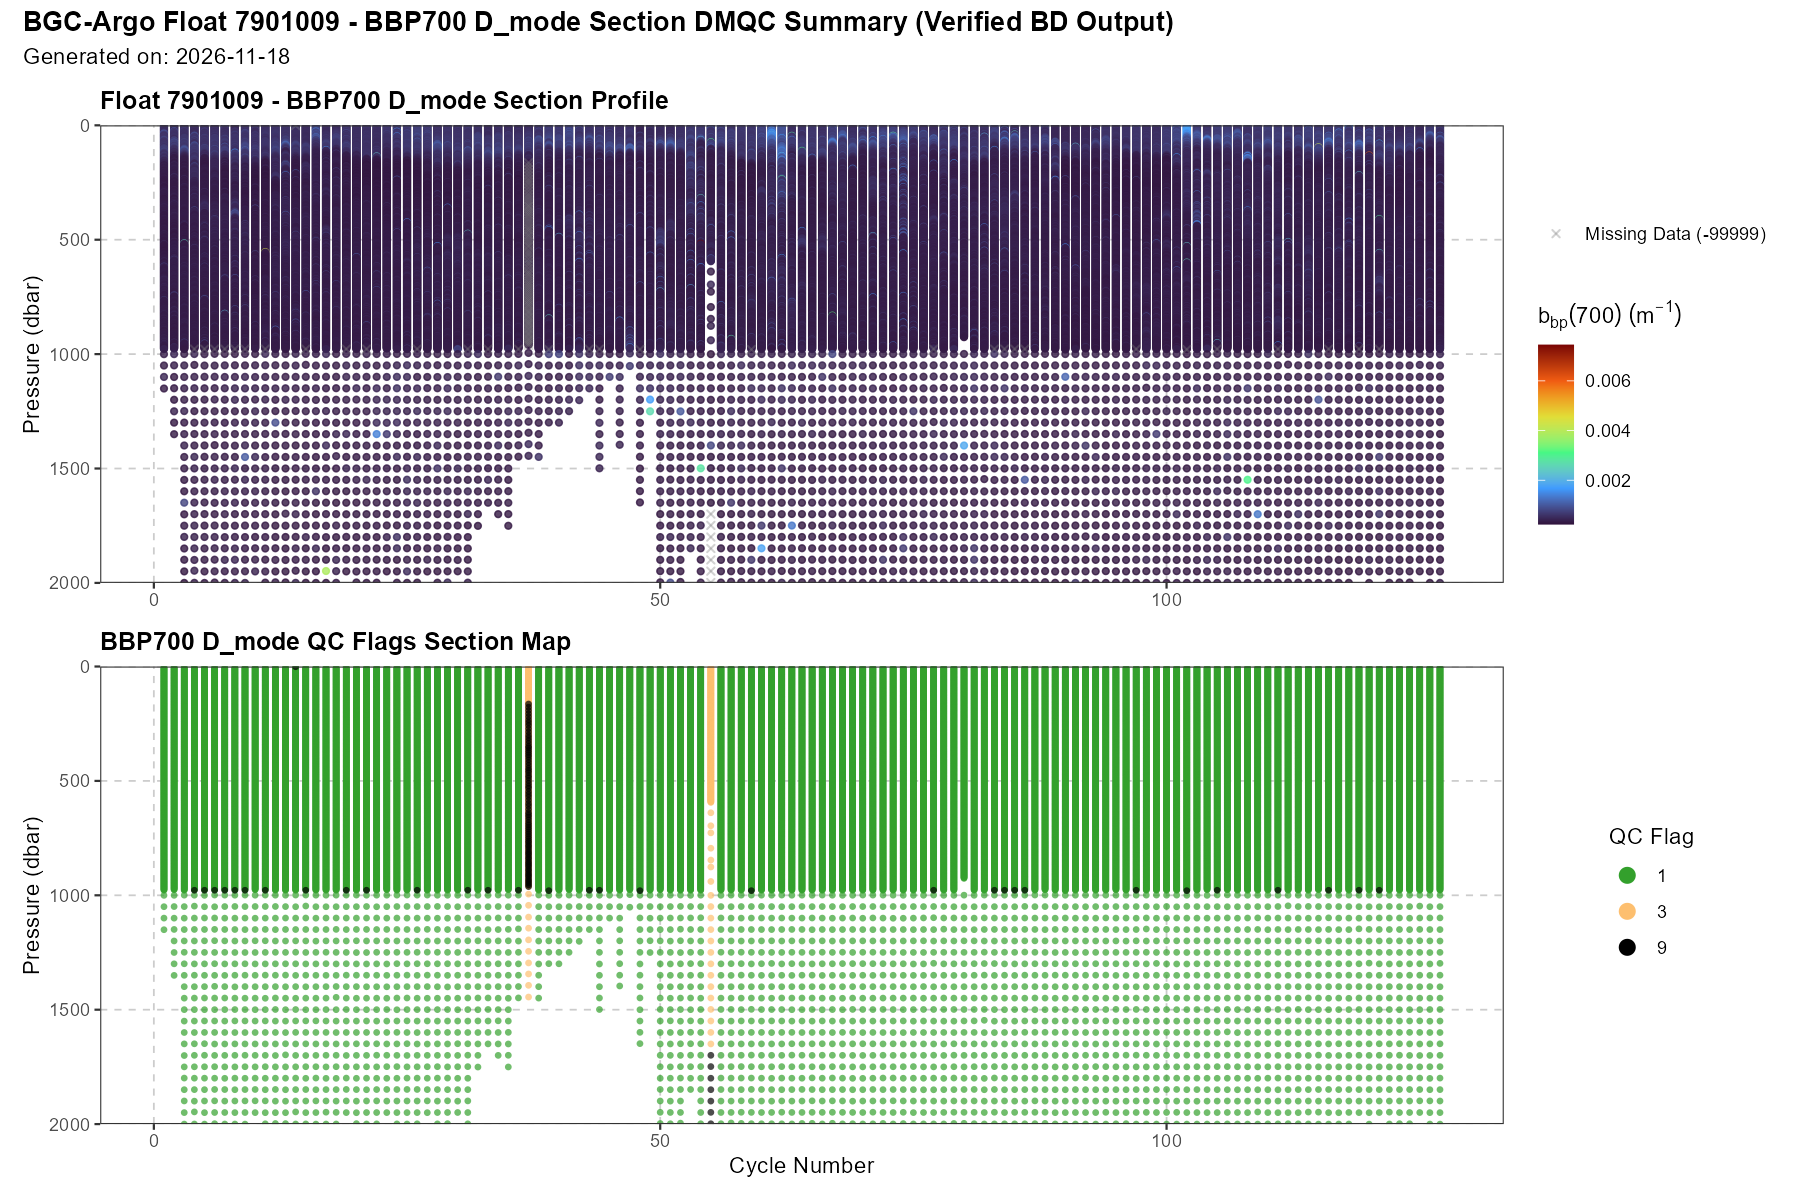 BGC-Argo Float 7901009 - BBP700 D_mode Section DMQC Summary (Verified BD Output)
Generated on: 2026-11-18
Float 7901009 - BBP700 D_mode Section Profile
Pressure (dbar)
0
500
1000
1500
2000
0
50
100
Missing Data (-99999)
b_bp(700) (m⁻¹)
0.006
0.004
0.002
BBP700 D_mode QC Flags Section Map
Pressure (dbar)
0
500
1000
1500
2000
0
50
100
Cycle Number
QC Flag
1
3
9